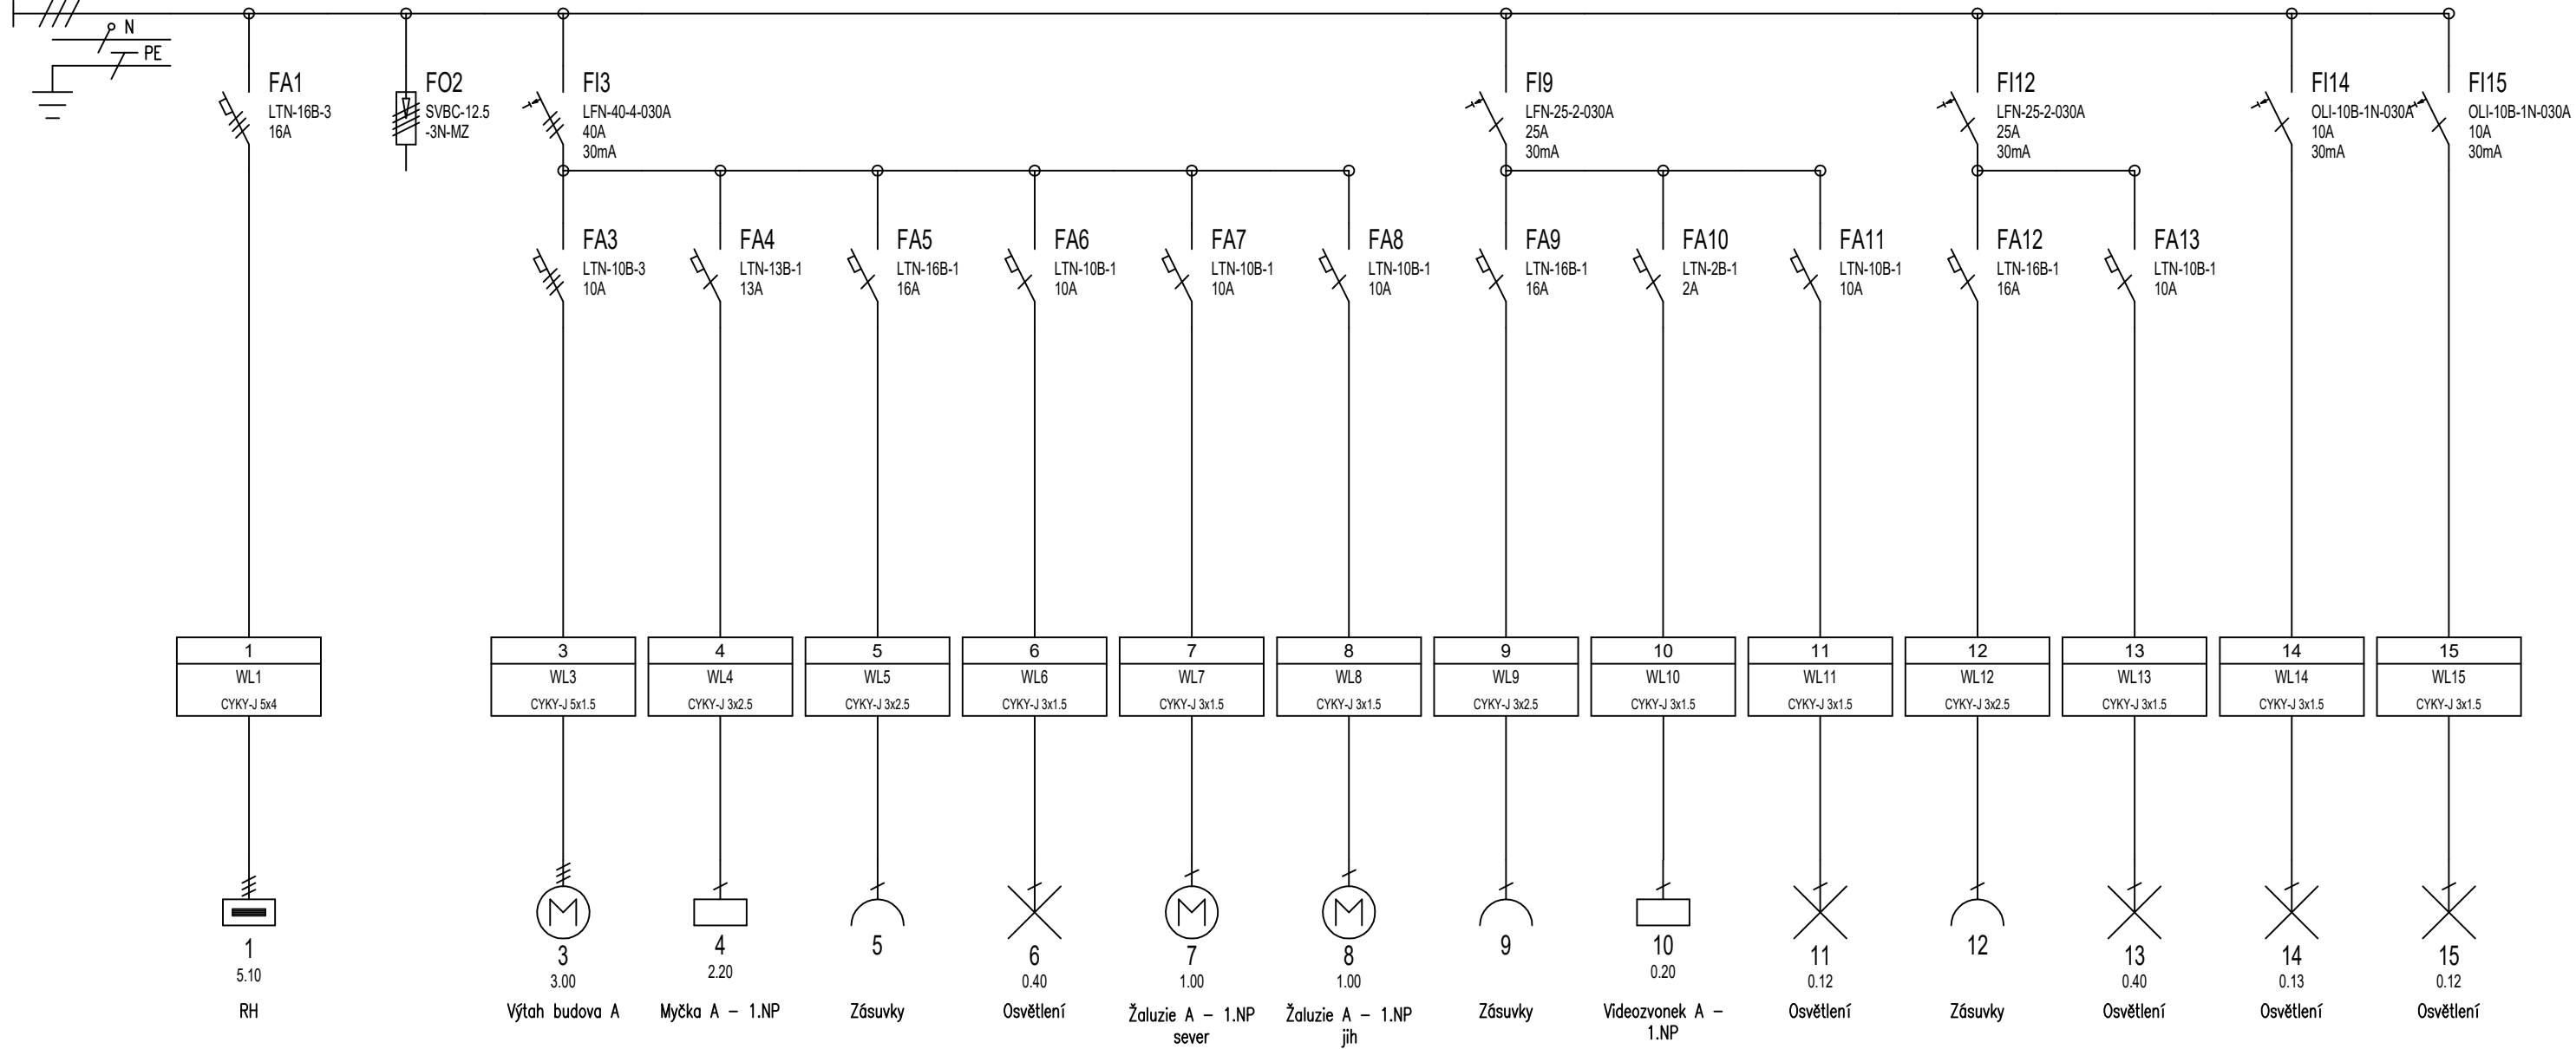 N
PE
FA1
LTN-16B-3
16A
FO2
SVBC-12.5
-3N-MZ
FI3
LFN-40-4-030A
40A
30mA
FI9
LFN-25-2-030A
25A
30mA
FI12
LFN-25-2-030A
25A
30mA
FI14
OLI-10B-1N-030A
10A
30mA
FI15
OLI-10B-1N-030A
10A
30mA
FA3
LTN-10B-3
10A
FA4
LTN-13B-1
13A
FA5
LTN-16B-1
16A
FA6
LTN-10B-1
10A
FA7
LTN-10B-1
10A
FA8
LTN-10B-1
10A
FA9
LTN-16B-1
16A
FA10
LTN-2B-1
2A
FA11
LTN-10B-1
10A
FA12
LTN-16B-1
16A
FA13
LTN-10B-1
10A
1
WL1
CYKY-J 5x4
3
WL3
CYKY-J 5x1.5
4
WL4
CYKY-J 3x2.5
5
WL5
CYKY-J 3x2.5
6
WL6
CYKY-J 3x1.5
7
WL7
CYKY-J 3x1.5
8
WL8
CYKY-J 3x1.5
9
WL9
CYKY-J 3x2.5
10
WL10
CYKY-J 3x1.5
11
WL11
CYKY-J 3x1.5
12
WL12
CYKY-J 3x2.5
13
WL13
CYKY-J 3x1.5
14
WL14
CYKY-J 3x1.5
15
WL15
CYKY-J 3x1.5
1
5.10
RH
M
3
3.00
Výtah budova A
4
2.20
Myčka A – 1.NP
5
Zásuvky
6
0.40
Osvětlení
M
7
1.00
Žaluzie A – 1.NP
sever
M
8
1.00
Žaluzie A – 1.NP
jih
9
Zásuvky
10
0.20
Videozvonek A –
1.NP
11
0.12
Osvětlení
12
Zásuvky
13
0.40
Osvětlení
14
0.13
Osvětlení
15
0.12
Osvětlení